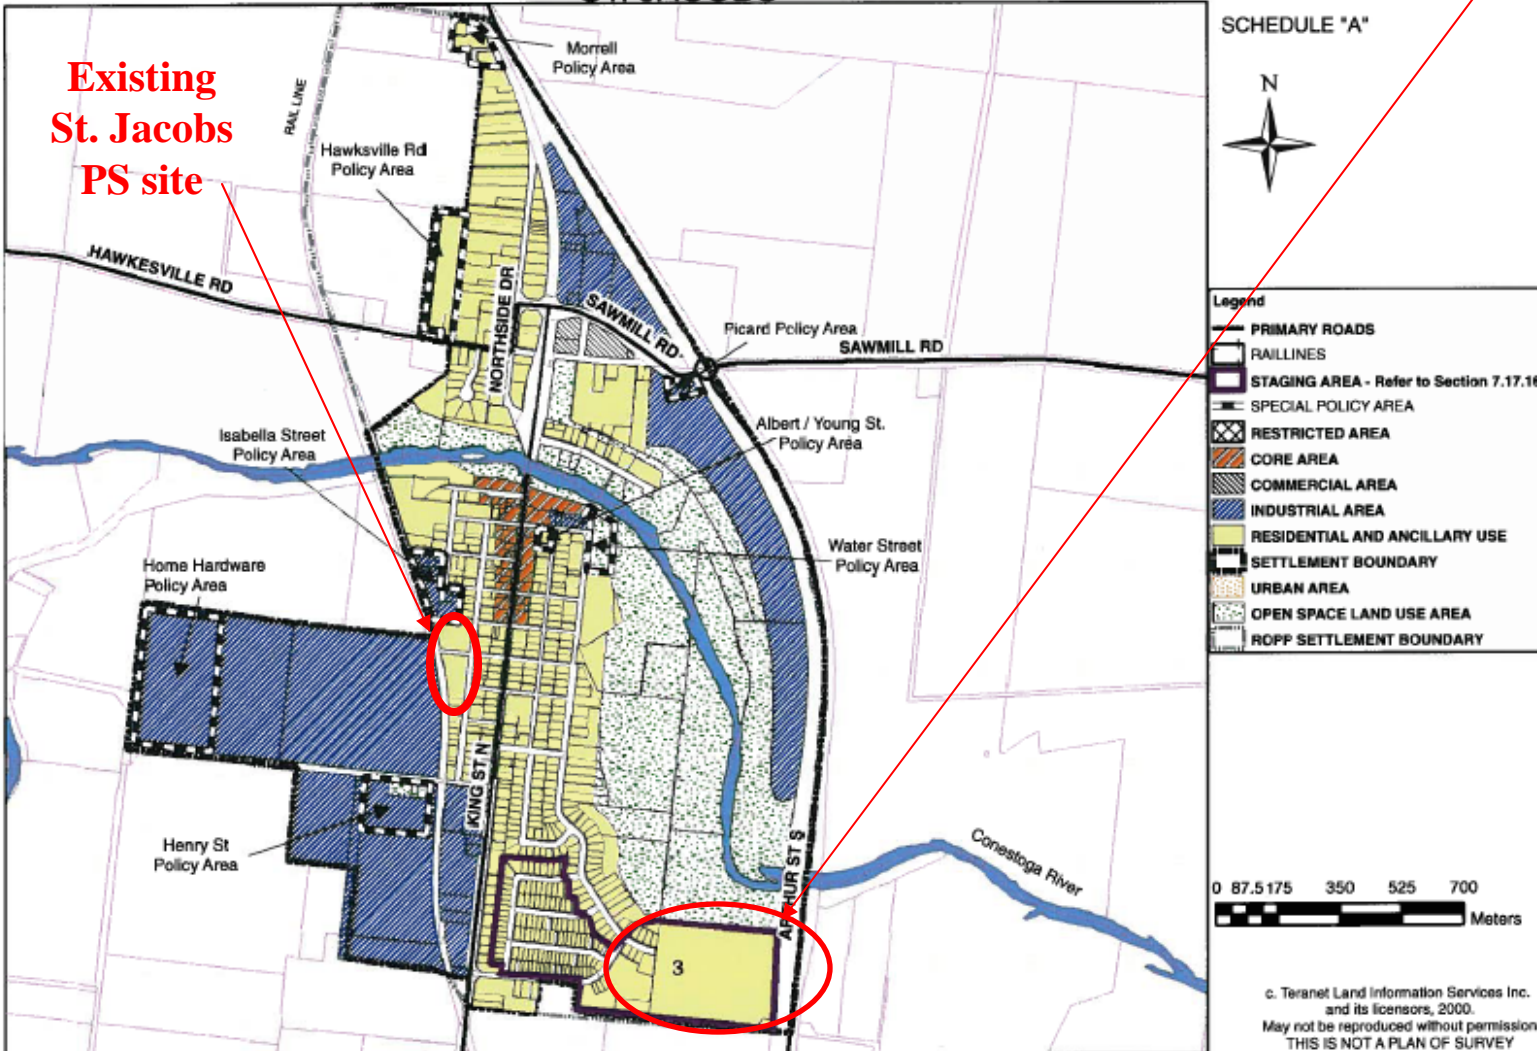 SCHEDULE "A"
N
Existing
St. Jacobs
PS site
RAIL LINE
Morrell
Policy Area
Hawksville Rd
Policy Area
HAWKESVILLE RD
NORTHSIDE DR
SAWMILL RD
Picard Policy Area
SAWMILL RD
Isabella Street
Policy Area
Albert / Young St.
Policy Area
Water Street
Policy Area
Home Hardware
Policy Area
KING ST N
Henry St
Policy Area
ARTHUR ST S
Conestoga River
3
Legend
PRIMARY ROADS
RAILLINES
STAGING AREA - Refer to Section 7.17.16
SPECIAL POLICY AREA
RESTRICTED AREA
CORE AREA
COMMERCIAL AREA
INDUSTRIAL AREA
RESIDENTIAL AND ANCILLARY USE
SETTLEMENT BOUNDARY
URBAN AREA
OPEN SPACE LAND USE AREA
ROPP SETTLEMENT BOUNDARY
0 87.5 175 350 525 700
Meters
c. Teranet Land Information Services Inc.
and its licensors, 2000.
May not be reproduced without permission
THIS IS NOT A PLAN OF SURVEY